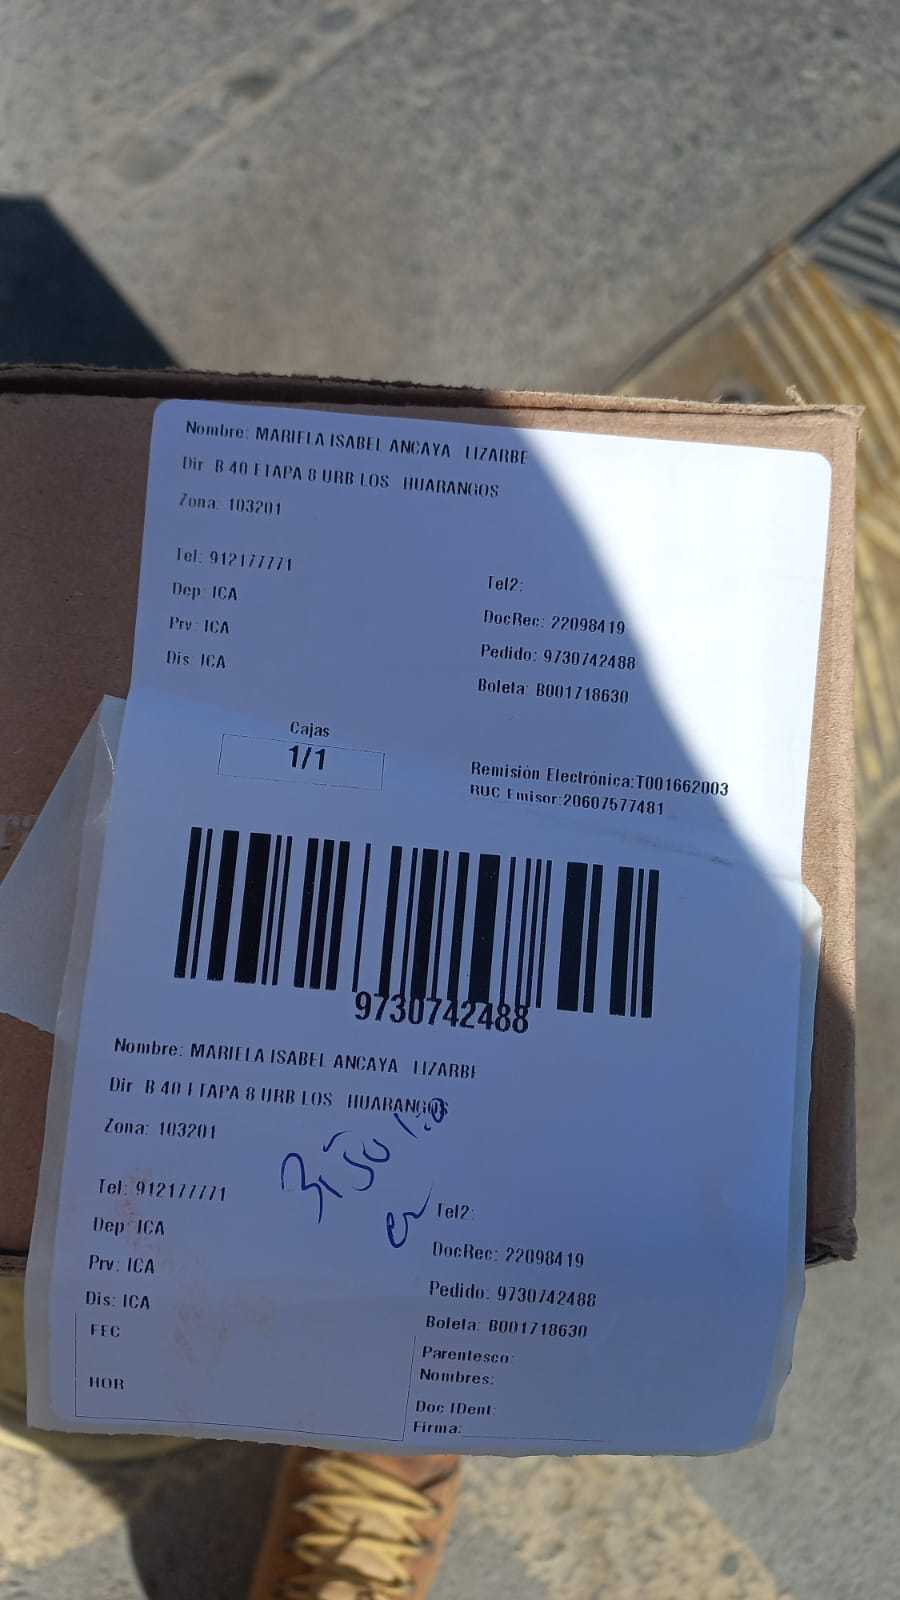 Nombre: MARIELA ISABEL ANCAYA LIZARBE
Dir B 40 ETAPA 8 URB LOS HUARANGOS
Zona: 103201
Tel: 912177771
Tel2:
Dep: ICA
DocRec: 22098419
Prv: ICA
Pedido: 9730742488
Dis: ICA
Boleta: B001718630
Cajas
1/1
Remisión Electrónica:T001662003
RUC Emisor:20607577481
9730742488
Nombre: MARIELA ISABEL ANCAYA LIZARBE
Dir B 40 ETAPA 8 URB LOS HUARANGOS
Zona: 103201
Tel: 912177771
Tel2:
Dep: ICA
DocRec: 22098419
Prv: ICA
Pedido: 9730742488
Dis: ICA
Boleta: B001718630
FEC
Parentesco:
Nombres:
HOR
Doc IDent:
Firma: